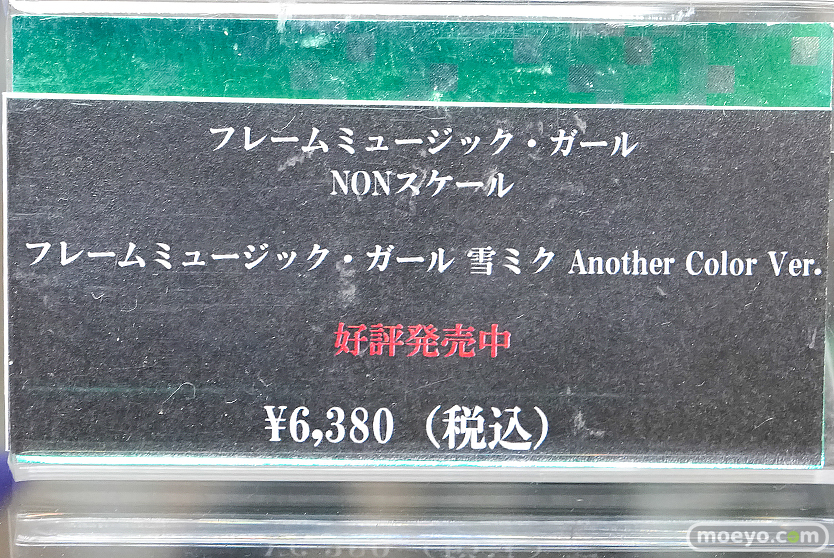 フレームミュージック・ガール
NONスケール
フレームミュージック・ガール 雪ミク Another Color Ver.
好評発売中
¥6,380（税込）
moeyo.com